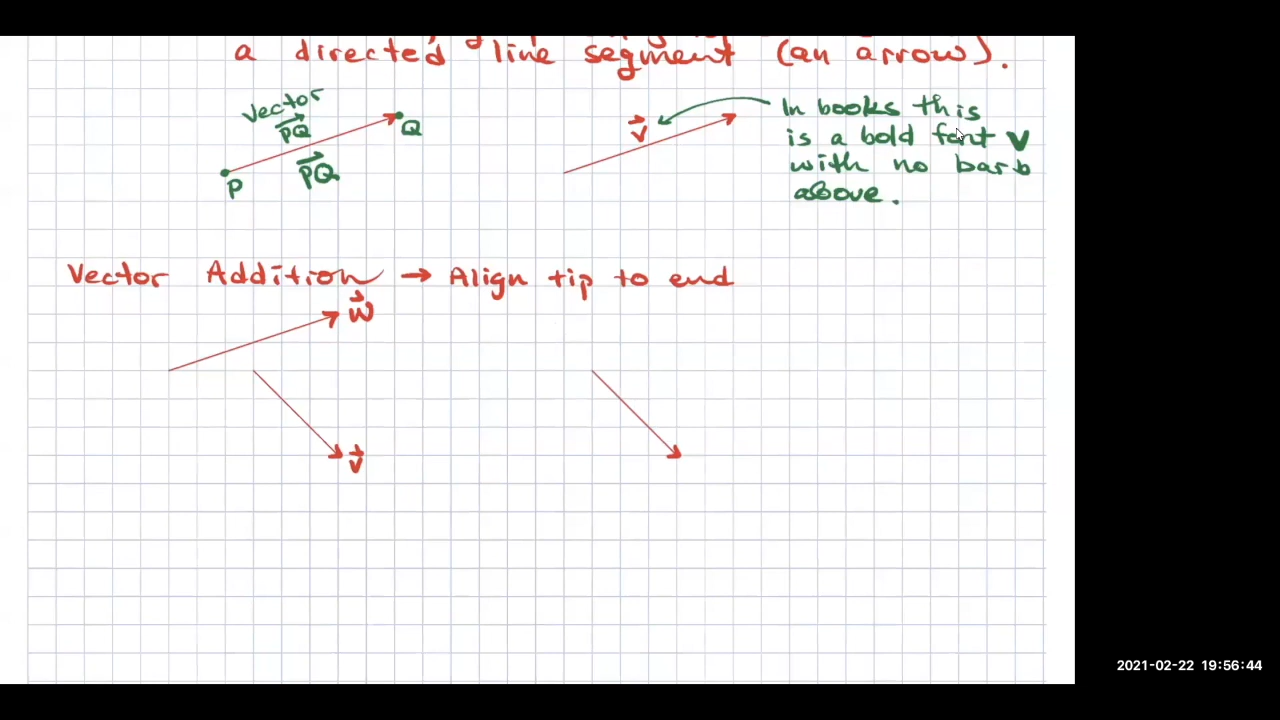 a directed line segment (an arrow).
Vector
PQ
PQ
P
Q
v
In books this
is a bold font v
with no barb
above.
Vector Addition → Align tip to end
w
v
2021-02-22 19:56:44